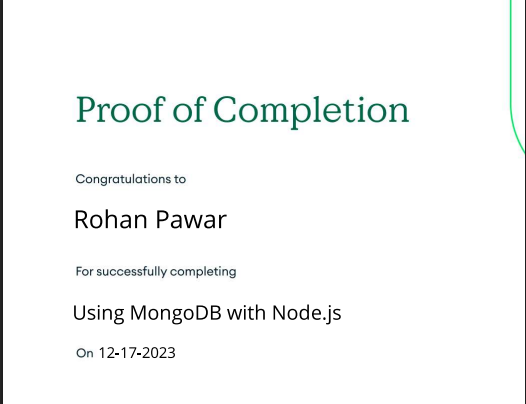 Proof of Completion
Congratulations to
Rohan Pawar
For successfully completing
Using MongoDB with Node.js
On 12-17-2023